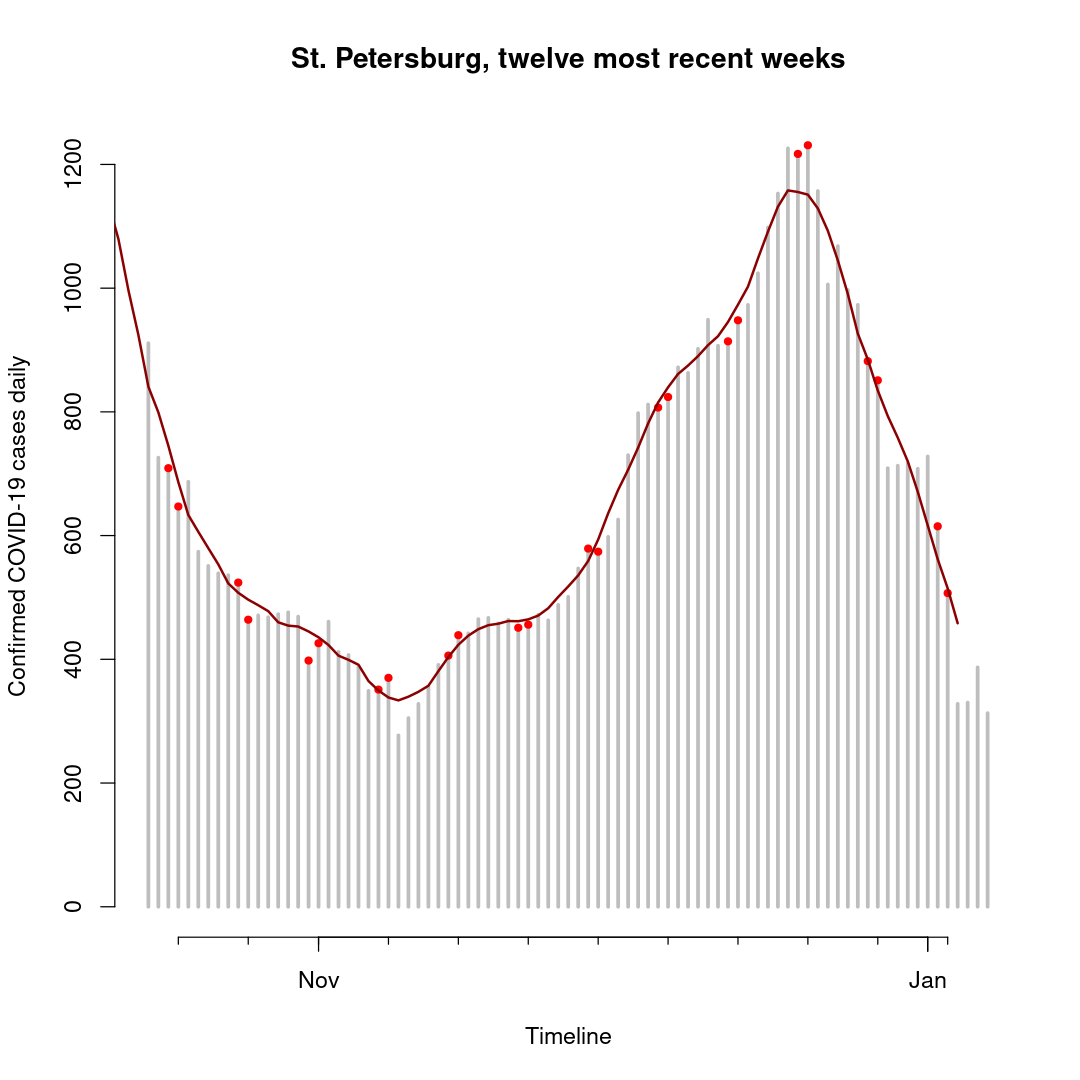 St. Petersburg, twelve most recent weeks
Confirmed COVID-19 cases daily
1200
1000
800
600
400
200
0
Nov
Jan
Timeline